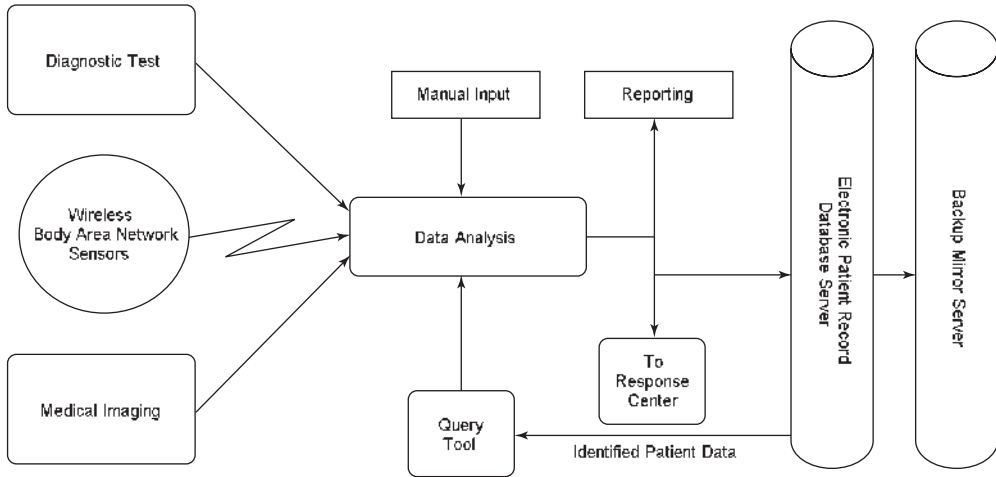 Diagnostic Test
Manual Input
Reporting
Wireless
Body Area Network
Sensors
Data Analysis
Electronic Patient Record
Database Server
Backup Mirror Server
Medical Imaging
Query
Tool
To
Response
Center
Identified Patient Data